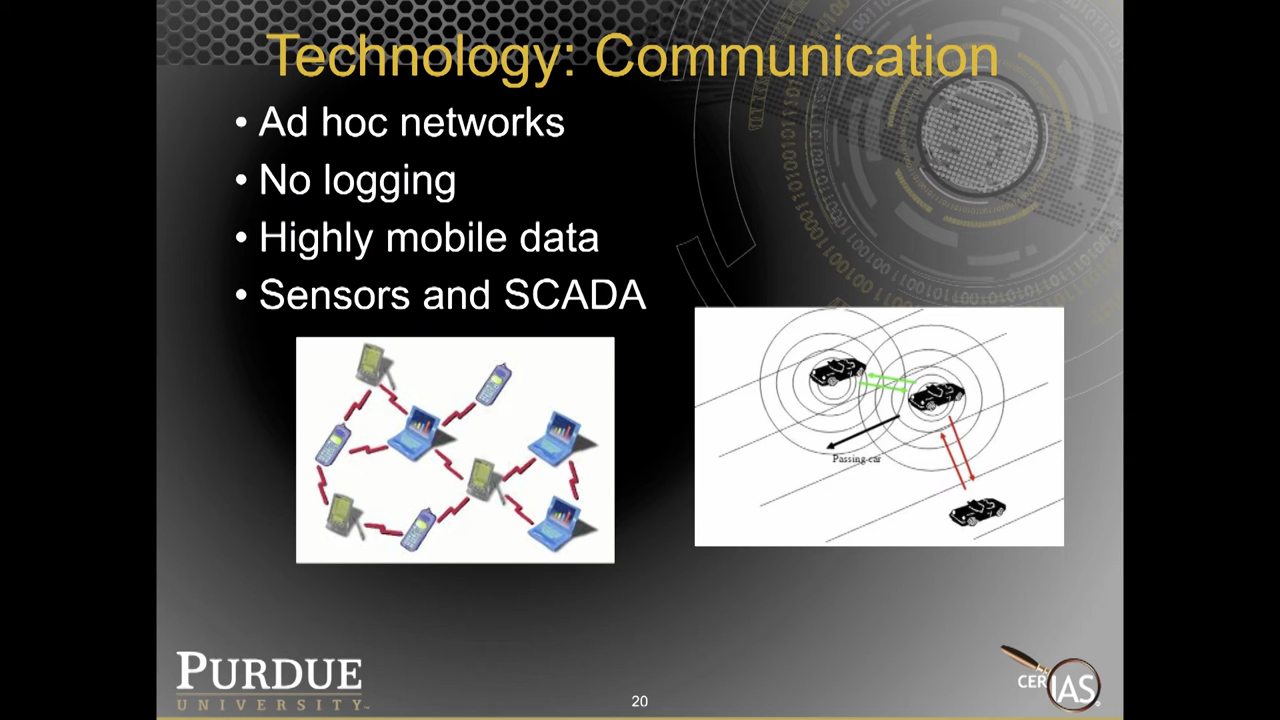 Technology: Communication
• Ad hoc networks
• No logging
• Highly mobile data
• Sensors and SCADA
Passing car
PURDUE
UNIVERSITY
20
CERIAS